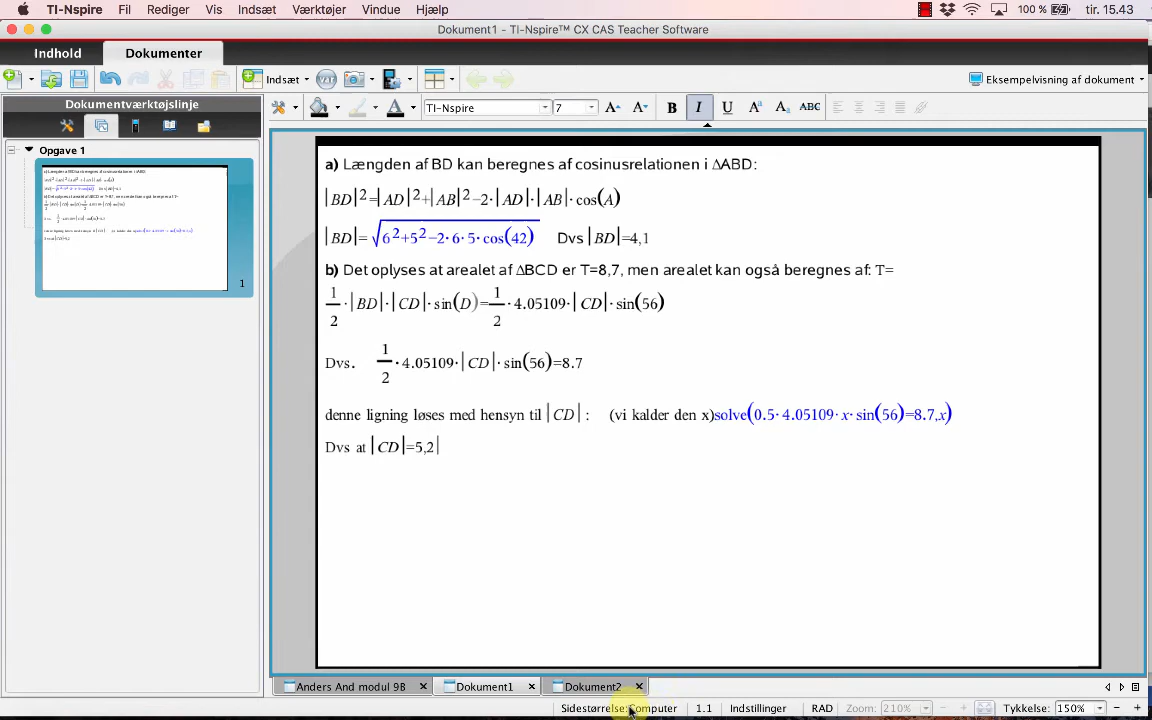 TI-Nspire Fil Rediger Vis Indsæt Værktøjer Vindue Hjælp 100 % tir. 15.43
Dokument1 - TI-Nspire™ CX CAS Teacher Software
Indhold Dokumenter
Indsæt VAR Eksempelvisning af dokument
Dokumentværktøjslinje TI-Nspire 7 A A A B I U Aa Aa ABC
Opgave 1
1
a) Længden af BD kan beregnes af cosinusrelationen i ΔABD:
|BD|²=|AD|²+|AB|²−2·|AD|·|AB|·cos(A)
|BD|=√(6²+5²−2·6·5·cos(42)) Dvs |BD|=4,1
b) Det oplyses at arealet af ΔBCD er T=8,7, men arealet kan også beregnes af: T=
1/2·|BD|·|CD|·sin(D)=1/2·4.05109·|CD|·sin(56)
Dvs. 1/2·4.05109·|CD|·sin(56)=8.7
denne ligning løses med hensyn til |CD| : (vi kalder den x)solve(0.5·4.05109·x·sin(56)=8.7,x)
Dvs at |CD|=5,2
Anders And modul 9B Dokument1 Dokument2
Sidestørrelse:Computer 1.1 Indstillinger RAD Zoom: 210% Tykkelse: 150%